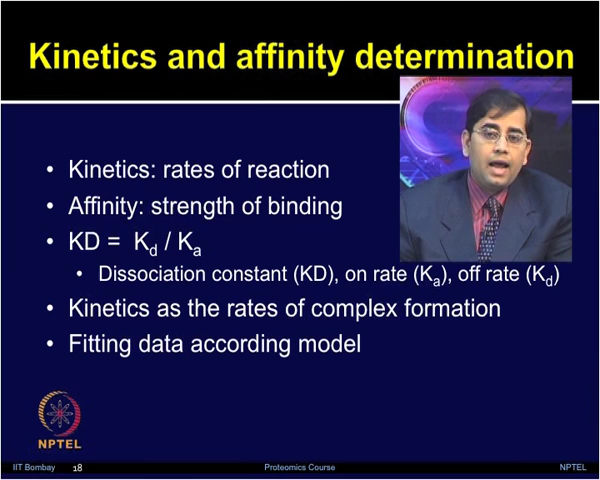 Kinetics and affinity determination
• Kinetics: rates of reaction
• Affinity: strength of binding
• KD = Kd / Ka
• Dissociation constant (KD), on rate (Ka), off rate (Kd)
• Kinetics as the rates of complex formation
• Fitting data according model
NPTEL
IIT Bombay 18 Proteomics Course NPTEL